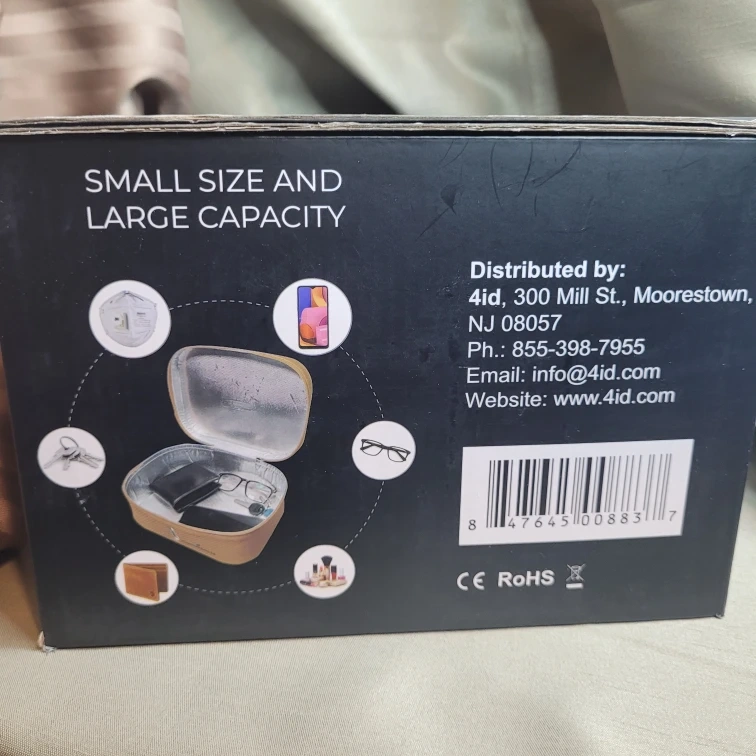 SMALL SIZE AND
LARGE CAPACITY
Distributed by:
4id, 300 Mill St., Moorestown,
NJ 08057
Ph.: 855-398-7955
Email: info@4id.com
Website: www.4id.com
8 47645 00883 7
CE RoHS